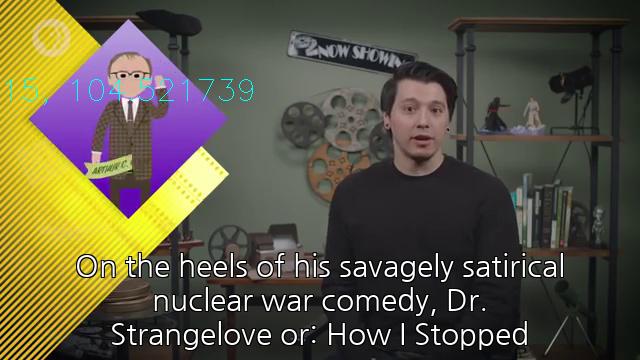 NOW SHOWING
15, 104.521739
ARTHUR C.
On the heels of his savagely satirical
nuclear war comedy, Dr.
Strangelove or: How I Stopped